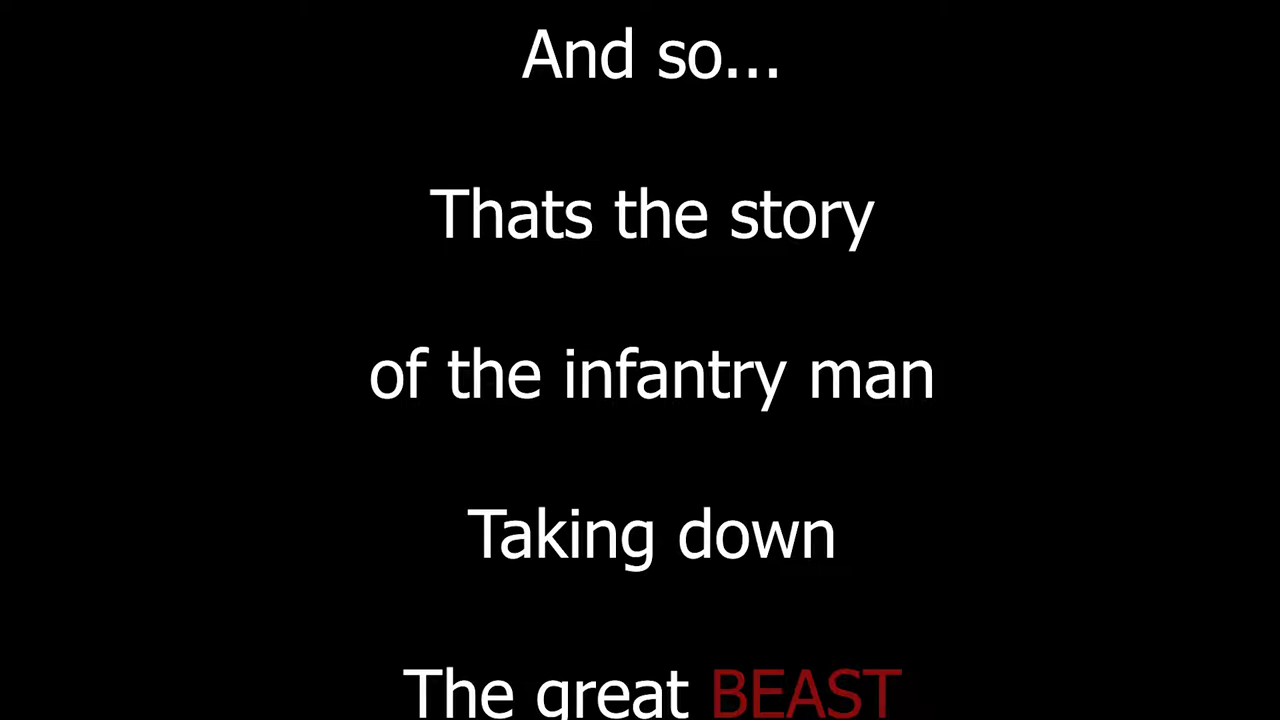 And so...
Thats the story
of the infantry man
Taking down
The great BEAST